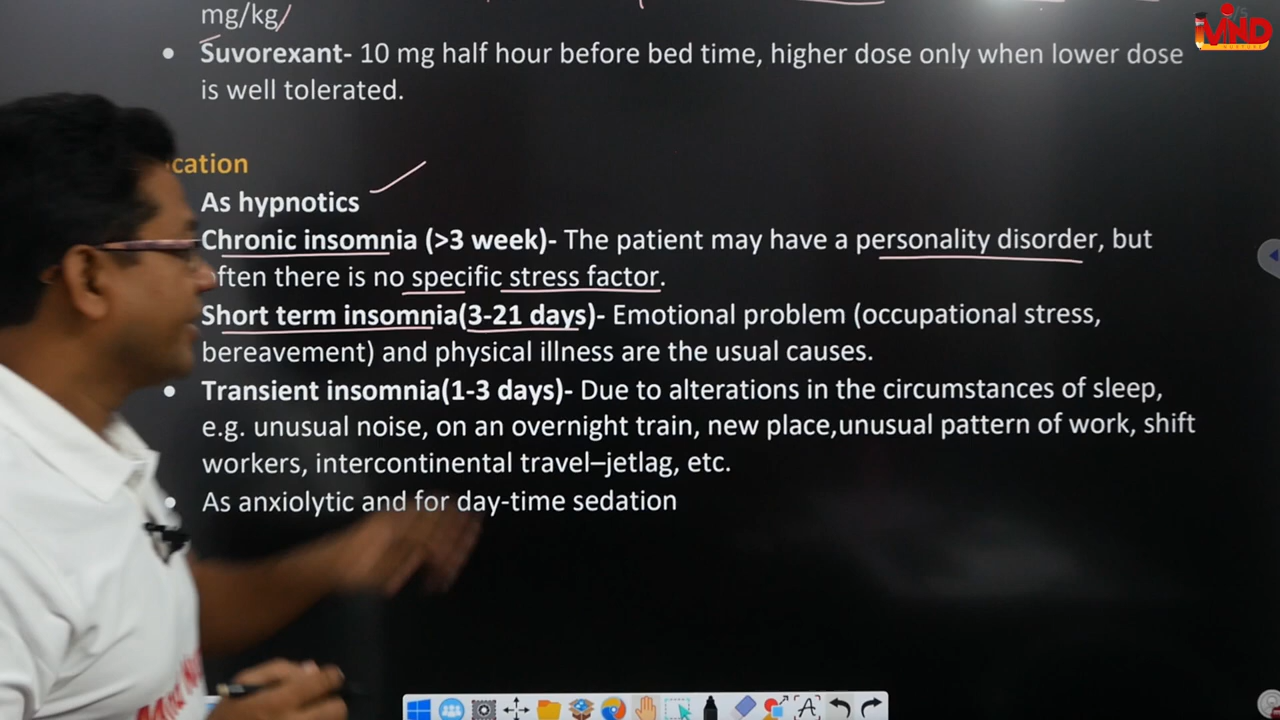 mg/kg/
• Suvorexant- 10 mg half hour before bed time, higher dose only when lower dose
is well tolerated.
cation
As hypnotics
Chronic insomnia (>3 week)- The patient may have a personality disorder, but
often there is no specific stress factor.
Short term insomnia(3-21 days)- Emotional problem (occupational stress,
bereavement) and physical illness are the usual causes.
• Transient insomnia(1-3 days)- Due to alterations in the circumstances of sleep,
e.g. unusual noise, on an overnight train, new place,unusual pattern of work, shift
workers, intercontinental travel–jetlag, etc.
• As anxiolytic and for day-time sedation